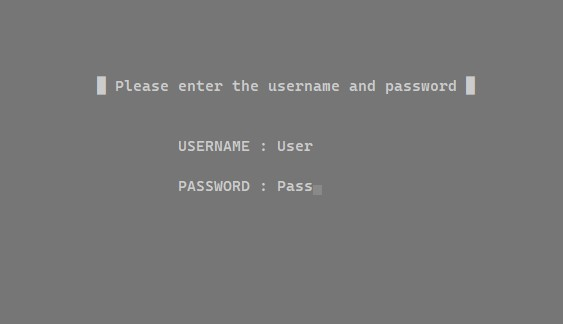 █ Please enter the username and password █
USERNAME : User
PASSWORD : Pass